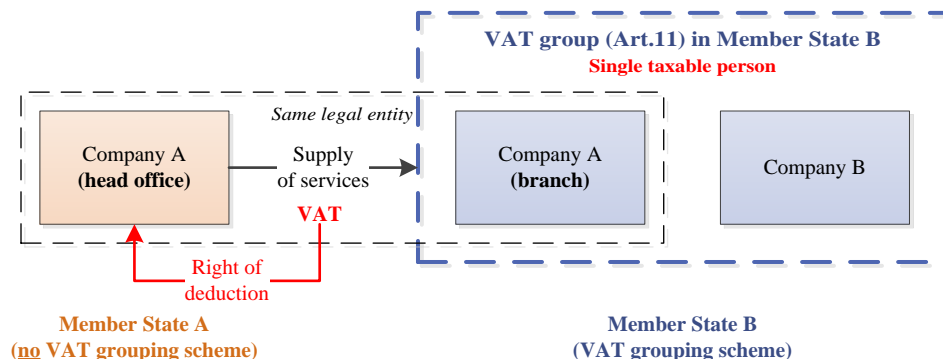 VAT group (Art.11) in Member State B
Single taxable person
Same legal entity
Company A
(head office)
Supply
of services
VAT
Company A
(branch)
Company B
Right of
deduction
Member State A
(no VAT grouping scheme)
Member State B
(VAT grouping scheme)